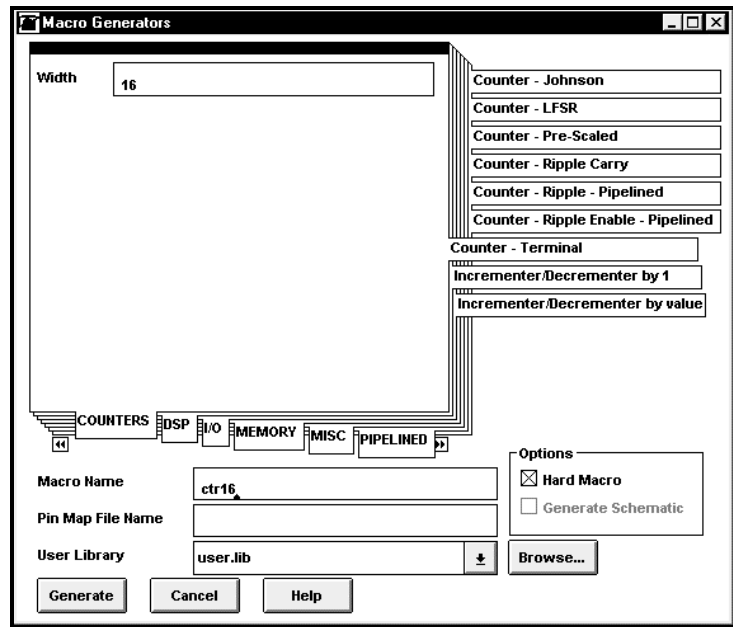 Macro Generators
Width 16
Counter - Johnson
Counter - LFSR
Counter - Pre-Scaled
Counter - Ripple Carry
Counter - Ripple - Pipelined
Counter - Ripple Enable - Pipelined
Counter - Terminal
Incrementer/Decrementer by 1
Incrementer/Decrementer by value
COUNTERS DSP I/O MEMORY MISC PIPELINED
Macro Name ctr16
Pin Map File Name
User Library user.lib
Options
Hard Macro
Generate Schematic
Browse...
Generate Cancel Help